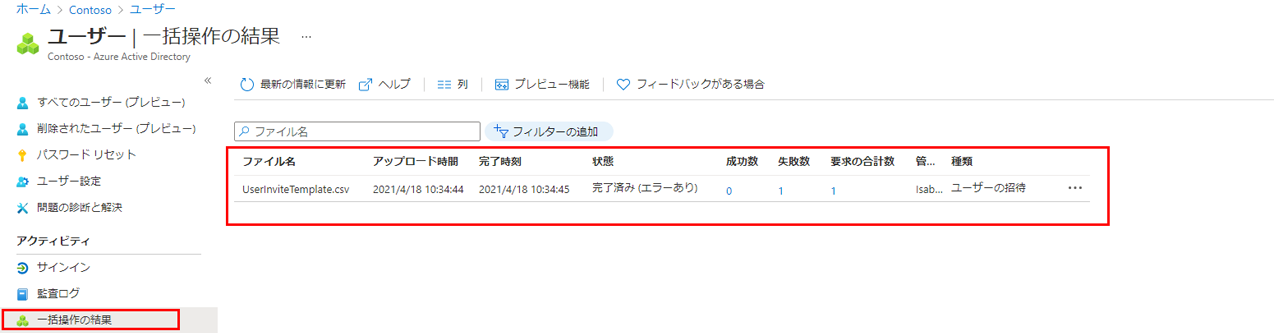 ホーム > Contoso > ユーザー
ユーザー | 一括操作の結果 ...
Contoso - Azure Active Directory
«
最新の情報に更新 ヘルプ 列 プレビュー機能 フィードバックがある場合
すべてのユーザー (プレビュー)
削除されたユーザー (プレビュー)
パスワード リセット
ユーザー設定
問題の診断と解決
アクティビティ
サインイン
監査ログ
一括操作の結果
ファイル名 フィルターの追加
ファイル名 アップロード時間 完了時刻 状態 成功数 失敗数 要求の合計数 管... 種類
UserInviteTemplate.csv 2021/4/18 10:34:44 2021/4/18 10:34:45 完了済み (エラーあり) 0 1 1 Isab... ユーザーの招待 ...